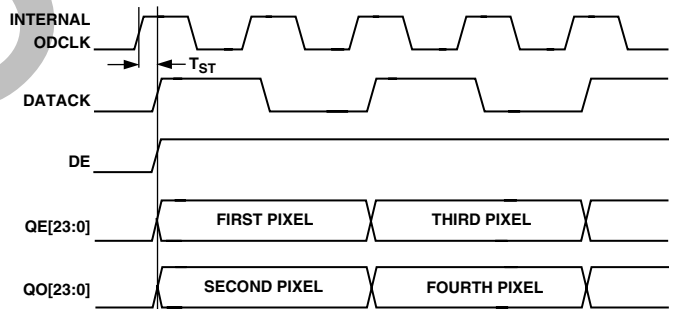 INTERNAL
ODCLK
T_ST
DATACK
DE
QE[23:0]
FIRST PIXEL
THIRD PIXEL
QO[23:0]
SECOND PIXEL
FOURTH PIXEL